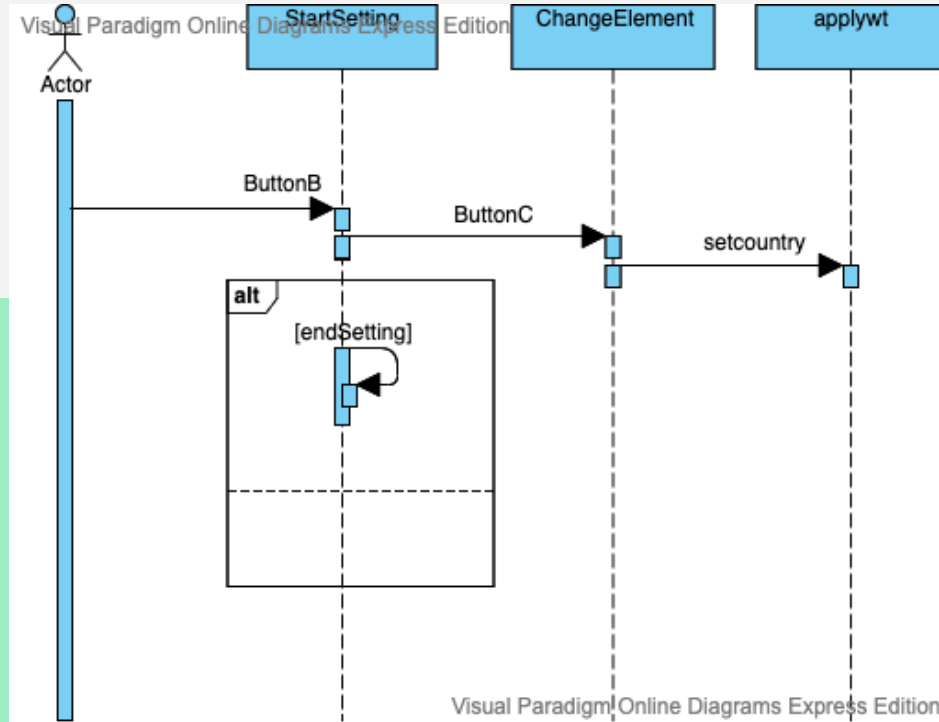 Visual Paradigm Online Diagrams Express Edition
StartSetting
ChangeElement
applywt
Actor
ButtonB
ButtonC
setcountry
alt
[endSetting]
Visual Paradigm Online Diagrams Express Edition